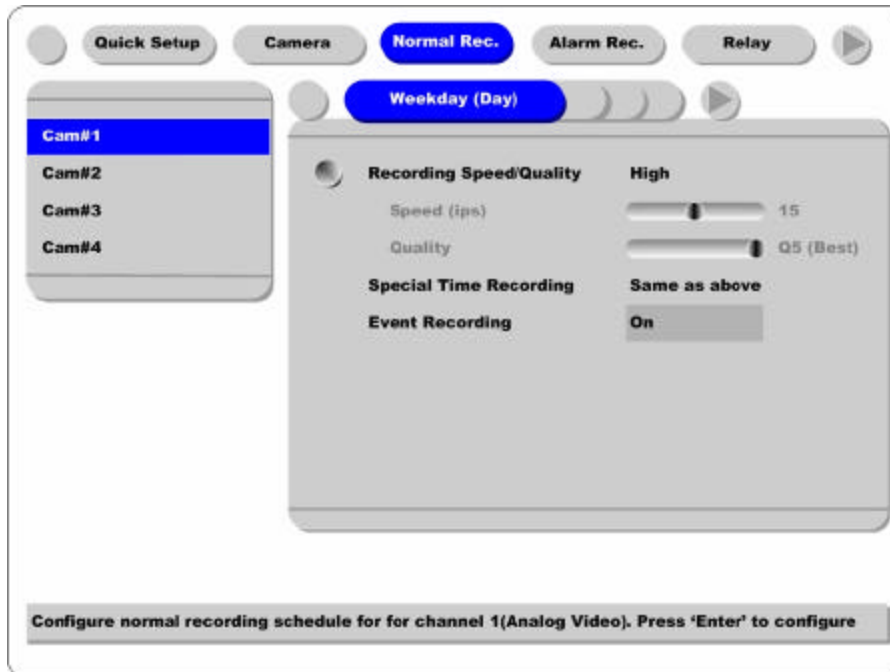 Quick Setup Camera Normal Rec. Alarm Rec. Relay
Weekday (Day)
Cam#1
Cam#2
Cam#3
Cam#4
Recording Speed/Quality High
Speed (ips) 15
Quality Q5 (Best)
Special Time Recording Same as above
Event Recording On
Configure normal recording schedule for for channel 1(Analog Video). Press ‘Enter’ to configure